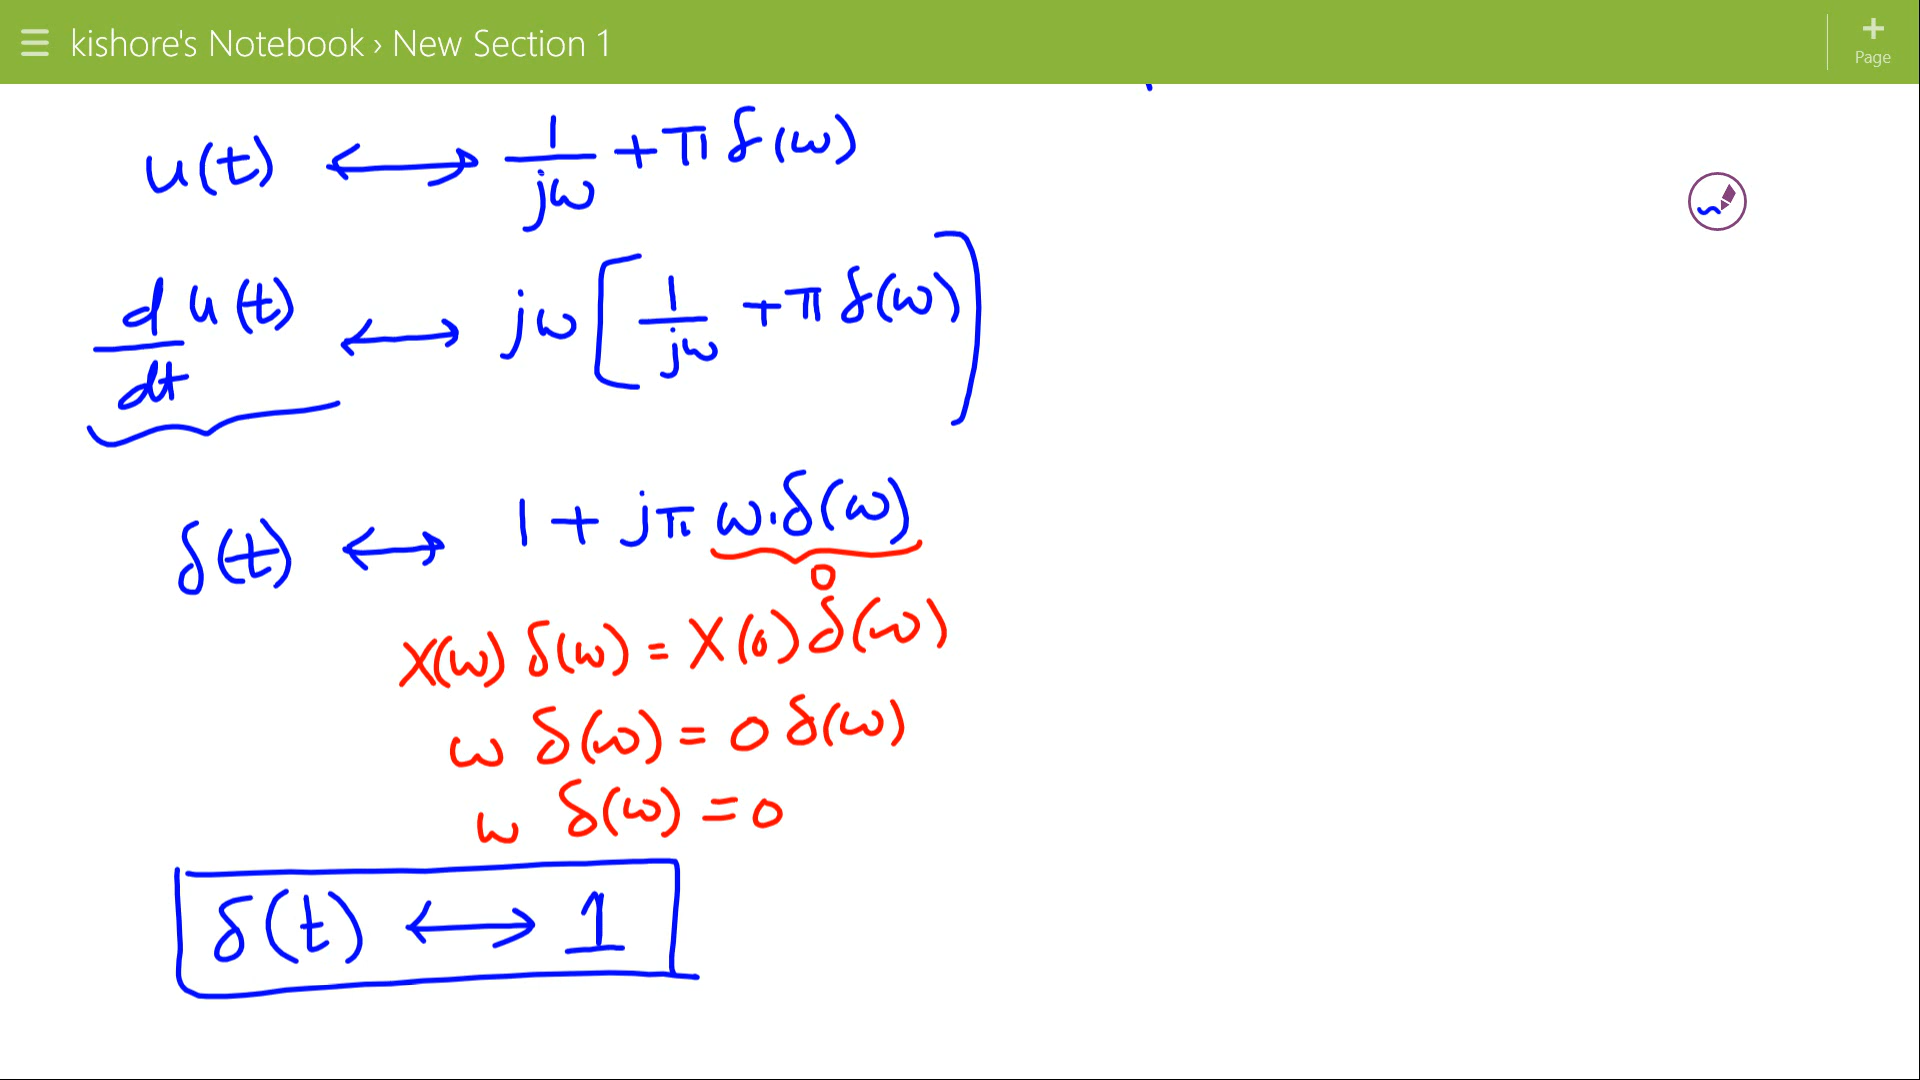 kishore's Notebook › New Section 1
+
Page
u(t) ⟷ 1/jω + π δ(ω)
d/dt u(t) ⟷ jω [ 1/jω + π δ(ω) ]
δ(t) ⟷ 1 + jπ ω·δ(ω)
0
X(ω) δ(ω) = X(0) δ(ω)
ω δ(ω) = 0 δ(ω)
ω δ(ω) = 0
δ(t) ⟷ 1